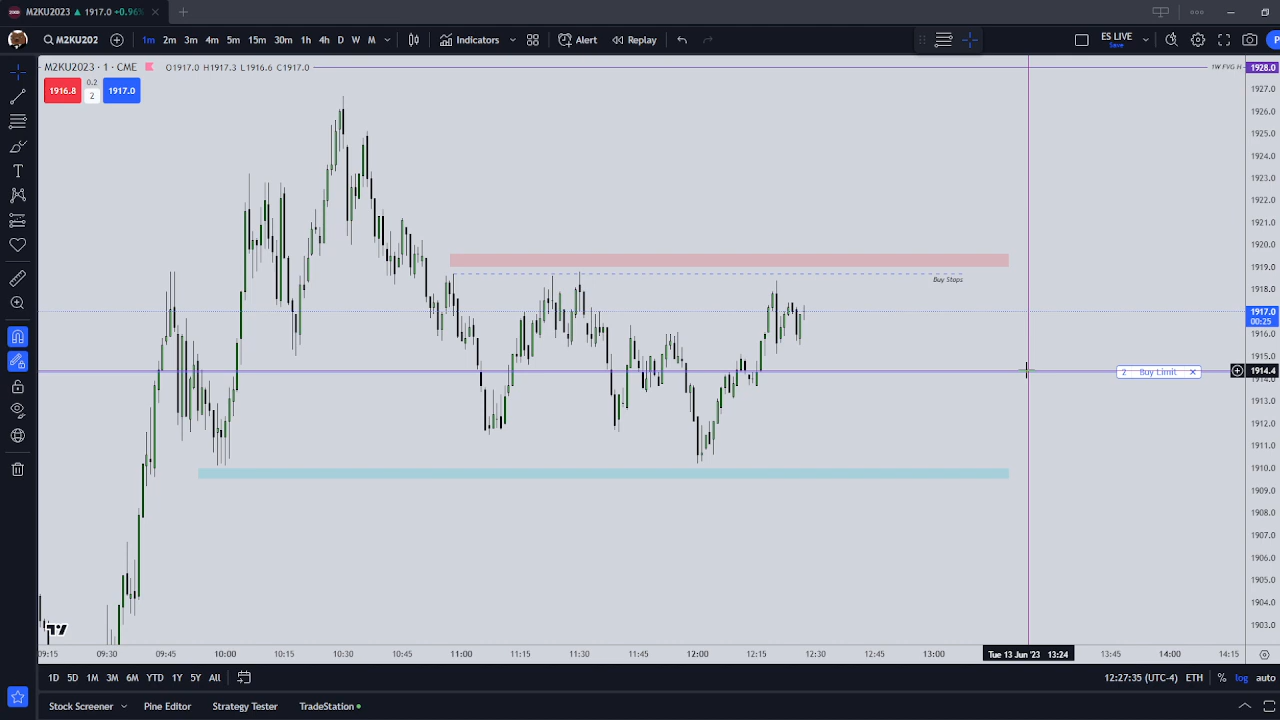 M2KU2023 ▲ 1917.0 +0.96%
M2KU202 1m 2m 3m 4m 5m 15m 30m 1h 4h D W M Indicators Alert Replay ES LIVE Save
M2KU2023 · 1 · CME O1917.0 H1917.3 L1916.6 C1917.0
1W FVG H
1928.0
1916.8 0.2 2 1917.0
1927.0
1926.0
1925.0
1924.0
1923.0
1922.0
1921.0
1920.0
1919.0
Buy Stops
1918.0
1917.0
00:25
1916.0
1915.0
2 Buy Limit
1914.4
1914.0
1913.0
1912.0
1911.0
1910.0
1909.0
1908.0
1907.0
1906.0
1905.0
1904.0
1903.0
09:15 09:30 09:45 10:00 10:15 10:30 10:45 11:00 11:15 11:30 11:45 12:00 12:15 12:30 12:45 13:00 Tue 13 Jun '23 13:24 13:45 14:00 14:15
1D 5D 1M 3M 6M YTD 1Y 5Y All 12:27:35 (UTC-4) ETH % log auto
Stock Screener Pine Editor Strategy Tester TradeStation